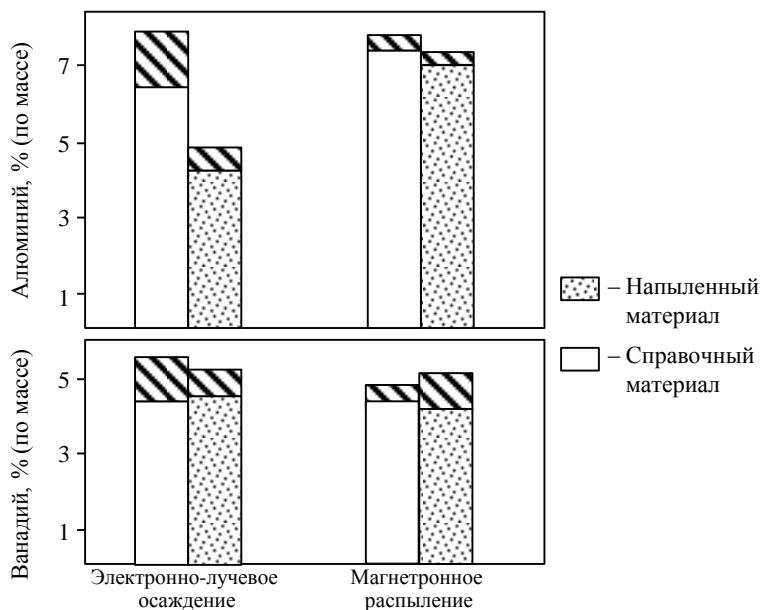 Алюминий, % (по массе)
7
5
3
1
Ванадий, % (по массе)
5
3
1
Электронно-лучевое
осаждение
Магнетронное
распыление
– Напыленный
материал
– Справочный
материал